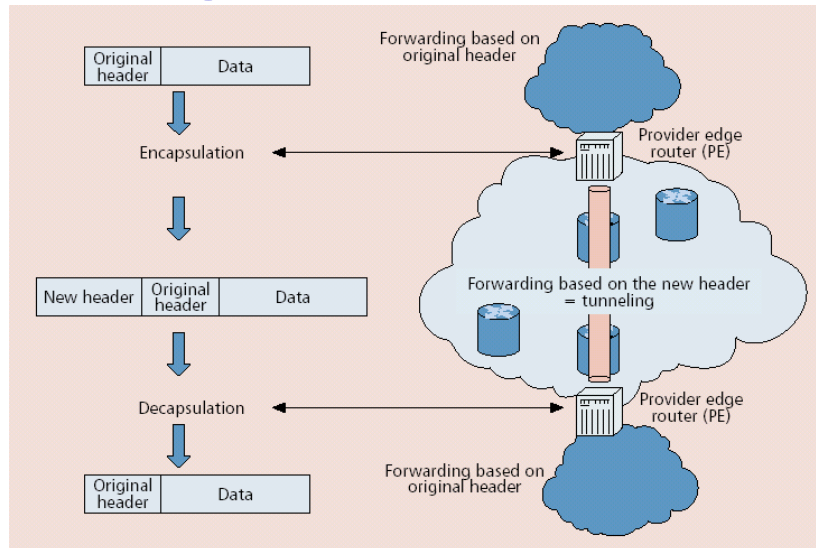 Forwarding based on
original header
Original
header
Data
Encapsulation
Provider edge
router (PE)
New header
Original
header
Data
Forwarding based on the new header
= tunneling
Decapsulation
Provider edge
router (PE)
Forwarding based on
original header
Original
header
Data